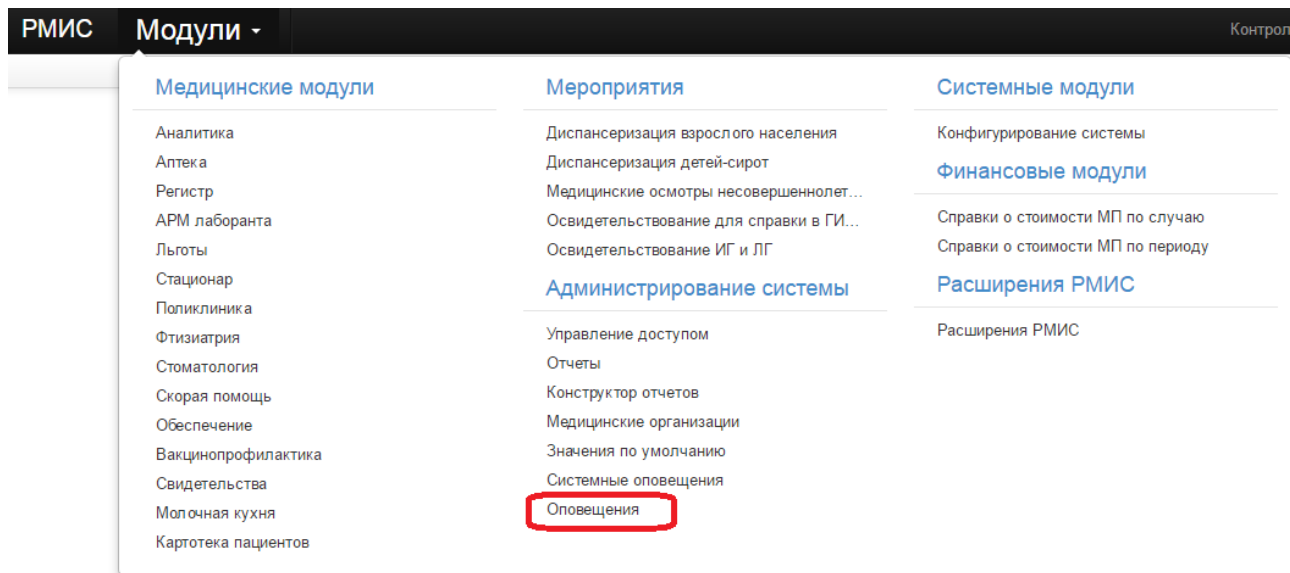 РМИС Модули Контрол
Медицинские модули
Аналитика
Аптека
Регистр
АРМ лаборанта
Льготы
Стационар
Поликлиника
Фтизиатрия
Стоматология
Скорая помощь
Обеспечение
Вакцинопрофилактика
Свидетельства
Молочная кухня
Картотека пациентов
Мероприятия
Диспансеризация взрослого населения
Диспансеризация детей-сирот
Медицинские осмотры несовершеннолет...
Освидетельствование для справки в ГИ...
Освидетельствование ИГ и ЛГ
Администрирование системы
Управление доступом
Отчеты
Конструктор отчетов
Медицинские организации
Значения по умолчанию
Системные оповещения
Оповещения
Системные модули
Конфигурирование системы
Финансовые модули
Справки о стоимости МП по случаю
Справки о стоимости МП по периоду
Расширения РМИС
Расширения РМИС